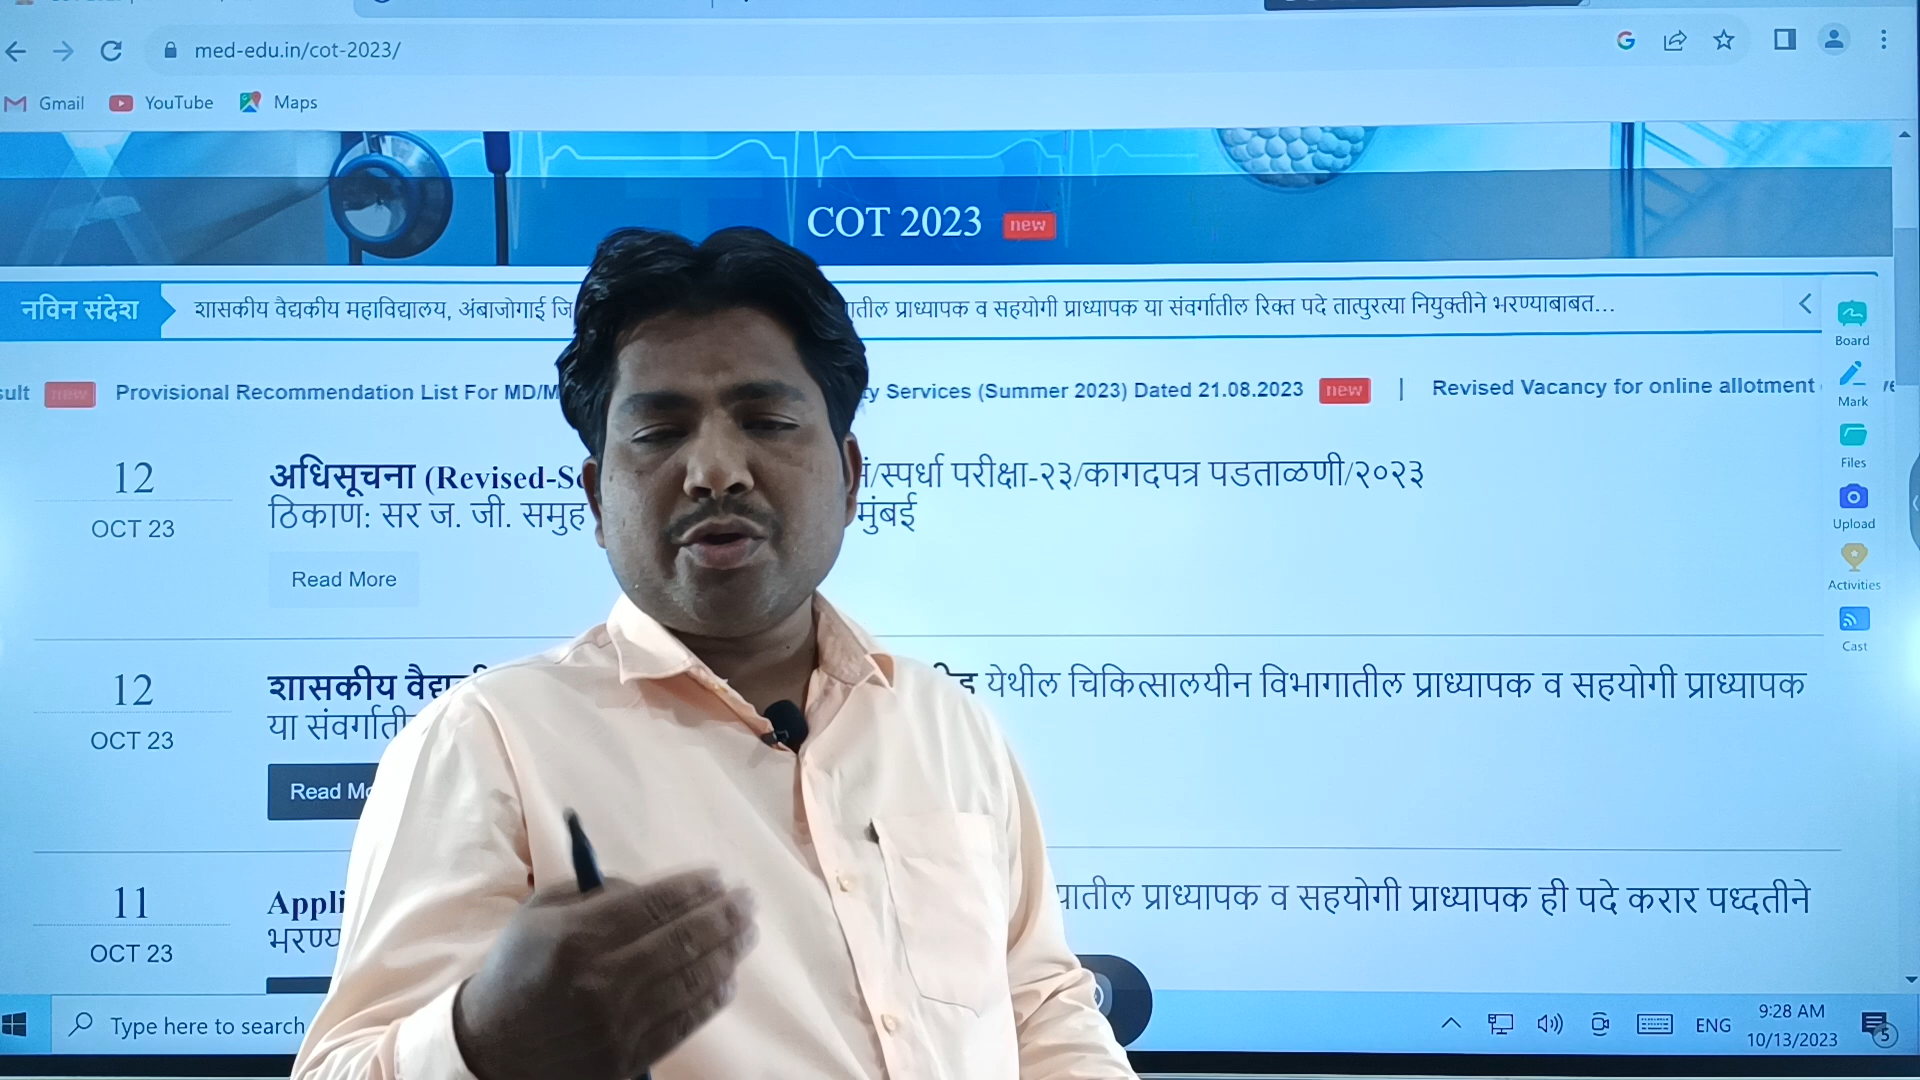 med-edu.in/cot-2023/
Gmail YouTube Maps
COT 2023 new
नविन संदेश
शासकीय वैद्यकीय महाविद्यालय, अंबाजोगाई जि
प्राध्यापक व सहयोगी प्राध्यापक या संवर्गातील रिक्त पदे तात्पुरत्या नियुक्तीने भरण्याबाबत...
new Provisional Recommendation List For MD/M
Services (Summer 2023) Dated 21.08.2023 new | Revised Vacancy for online allotment
12
OCT 23
अधिसूचना (Revised-
/स्पर्धा परीक्षा-२३/कागदपत्र पडताळणी/२०२३
ठिकाण: सर ज. जी. समुह
मुंबई
Read More
12
OCT 23
शासकीय
येथील चिकित्सालयीन विभागातील प्राध्यापक व सहयोगी प्राध्यापक
या
Read
11
OCT 23
प्राध्यापक व सहयोगी प्राध्यापक ही पदे करार पध्दतीने
Board
Mark
Files
Upload
Activities
Cast
Type here to search
ENG
9:28 AM
10/13/2023
5